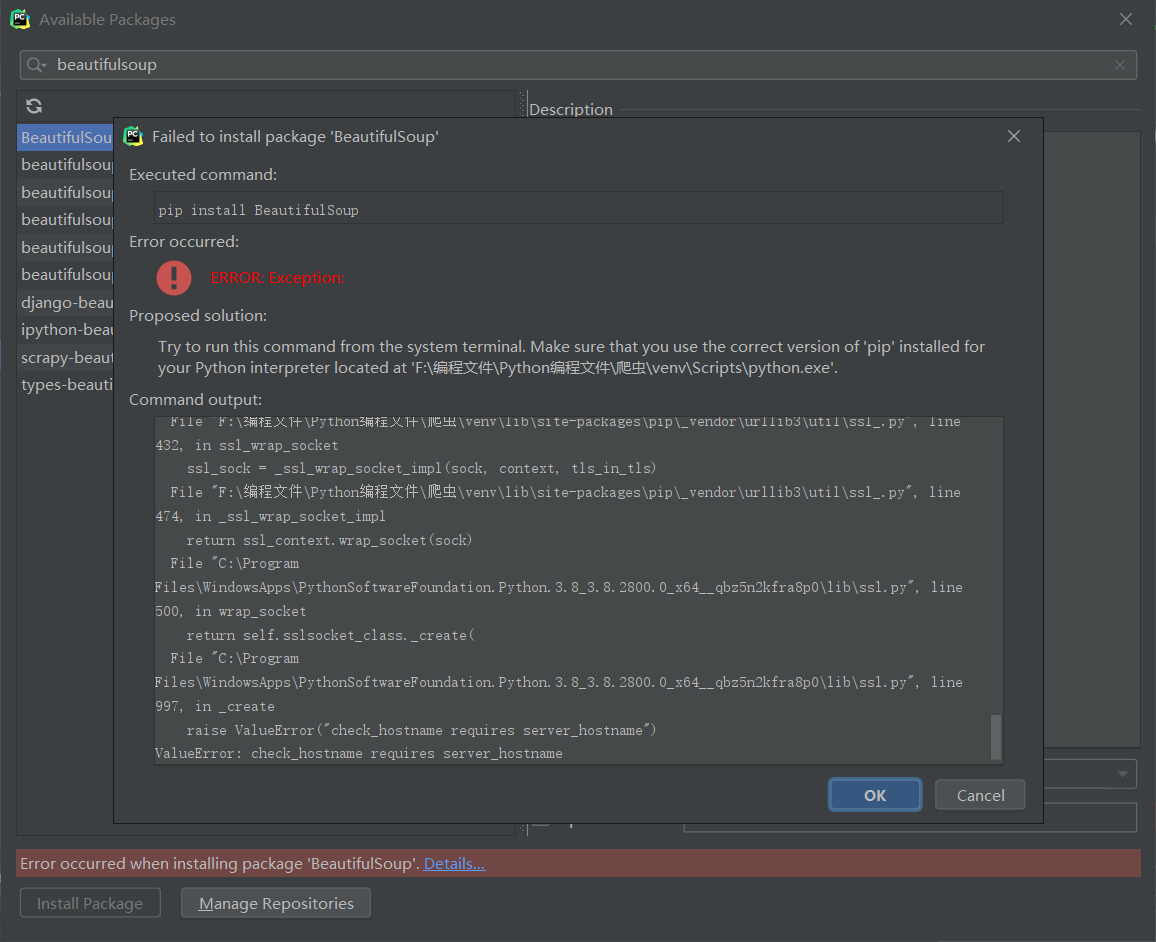 Available Packages
beautifulsoup
Description
BeautifulSou
beautifulsou
beautifulsou
beautifulsou
beautifulsou
beautifulsou
django-beau
ipython-beau
scrapy-beaut
types-beauti
Failed to install package 'BeautifulSoup'
Executed command:
pip install BeautifulSoup
Error occurred:
ERROR: Exception:
Proposed solution:
Try to run this command from the system terminal. Make sure that you use the correct version of 'pip' installed for
your Python interpreter located at 'F:\编程文件\Python编程文件\爬虫\venv\Scripts\python.exe'.
Command output:
File "F:\编程文件\Python编程文件\爬虫\venv\lib\site-packages\pip\_vendor\urllib3\util\ssl_.py", line
432, in ssl_wrap_socket
ssl_sock = _ssl_wrap_socket_impl(sock, context, tls_in_tls)
File "F:\编程文件\Python编程文件\爬虫\venv\lib\site-packages\pip\_vendor\urllib3\util\ssl_.py", line
474, in _ssl_wrap_socket_impl
return ssl_context.wrap_socket(sock)
File "C:\Program
Files\WindowsApps\PythonSoftwareFoundation.Python.3.8_3.8.2800.0_x64__qbz5n2kfra8p0\lib\ssl.py", line
500, in wrap_socket
return self.sslsocket_class._create(
File "C:\Program
Files\WindowsApps\PythonSoftwareFoundation.Python.3.8_3.8.2800.0_x64__qbz5n2kfra8p0\lib\ssl.py", line
997, in _create
raise ValueError("check_hostname requires server_hostname")
ValueError: check_hostname requires server_hostname
OK
Cancel
Error occurred when installing package 'BeautifulSoup'. Details...
Install Package
Manage Repositories